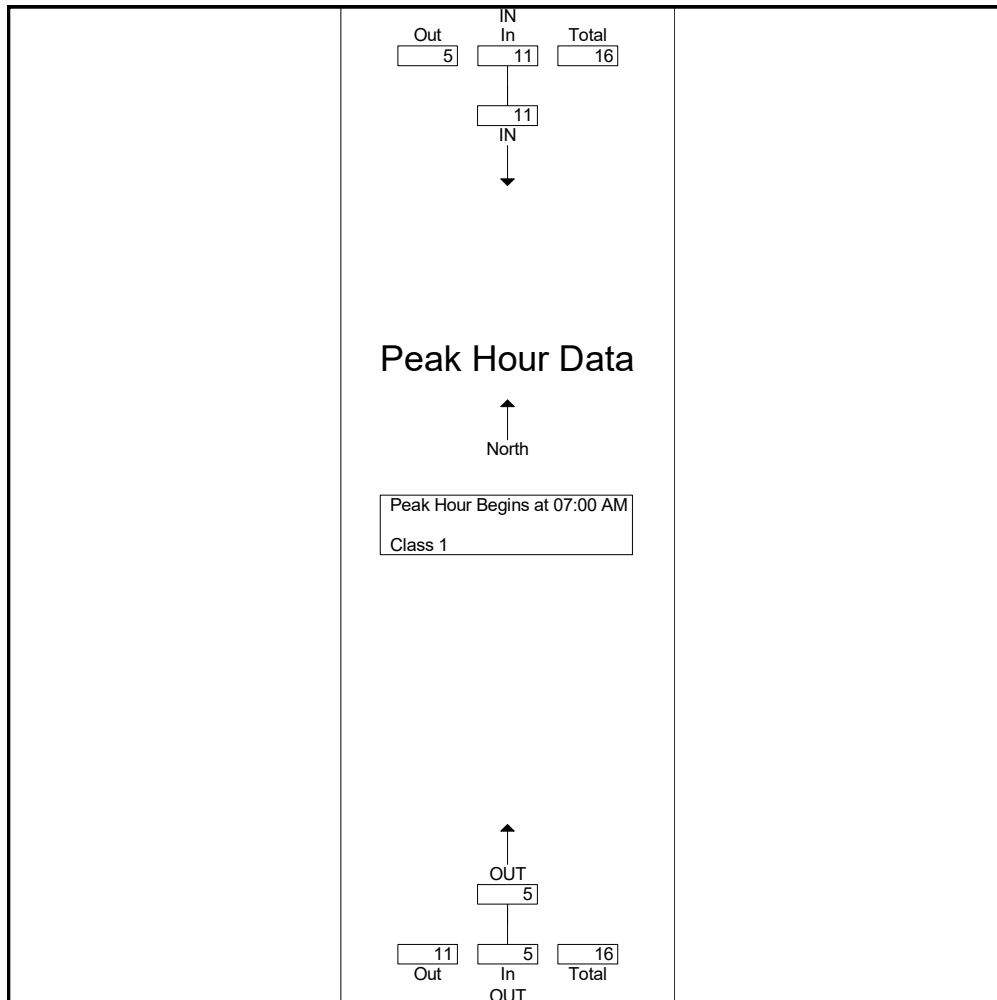 IN
Out In Total
5 11 16
11
IN
Peak Hour Data
North
Peak Hour Begins at 07:00 AM
Class 1
OUT
5
11 5 16
Out In Total
OUT